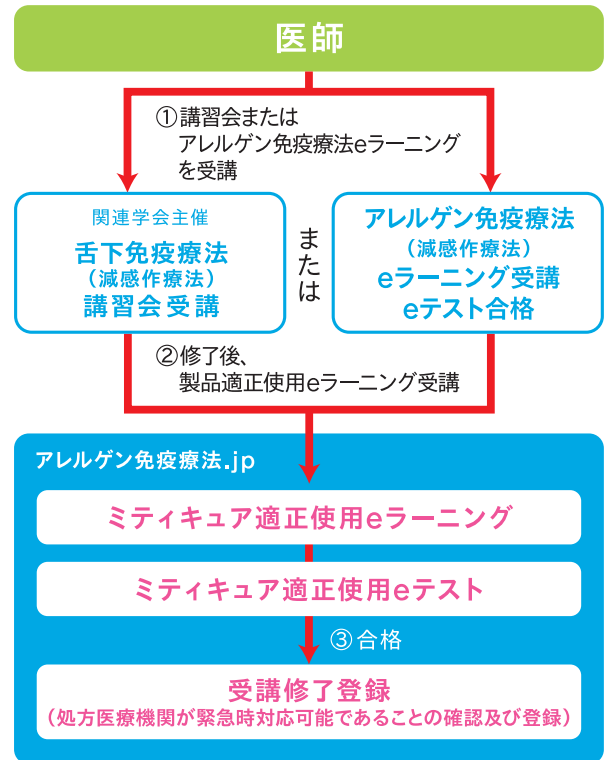 医師
①講習会または
アレルゲン免疫療法eラーニング
を受講
関連学会主催
舌下免疫療法
（減感作療法）
講習会受講
または
アレルゲン免疫療法
（減感作療法）
eラーニング受講
eテスト合格
②修了後、
製品適正使用eラーニング受講
アレルゲン免疫療法.jp
ミティキュア適正使用eラーニング
ミティキュア適正使用eテスト
③合格
受講修了登録
（処方医療機関が緊急時対応可能であることの確認及び登録）